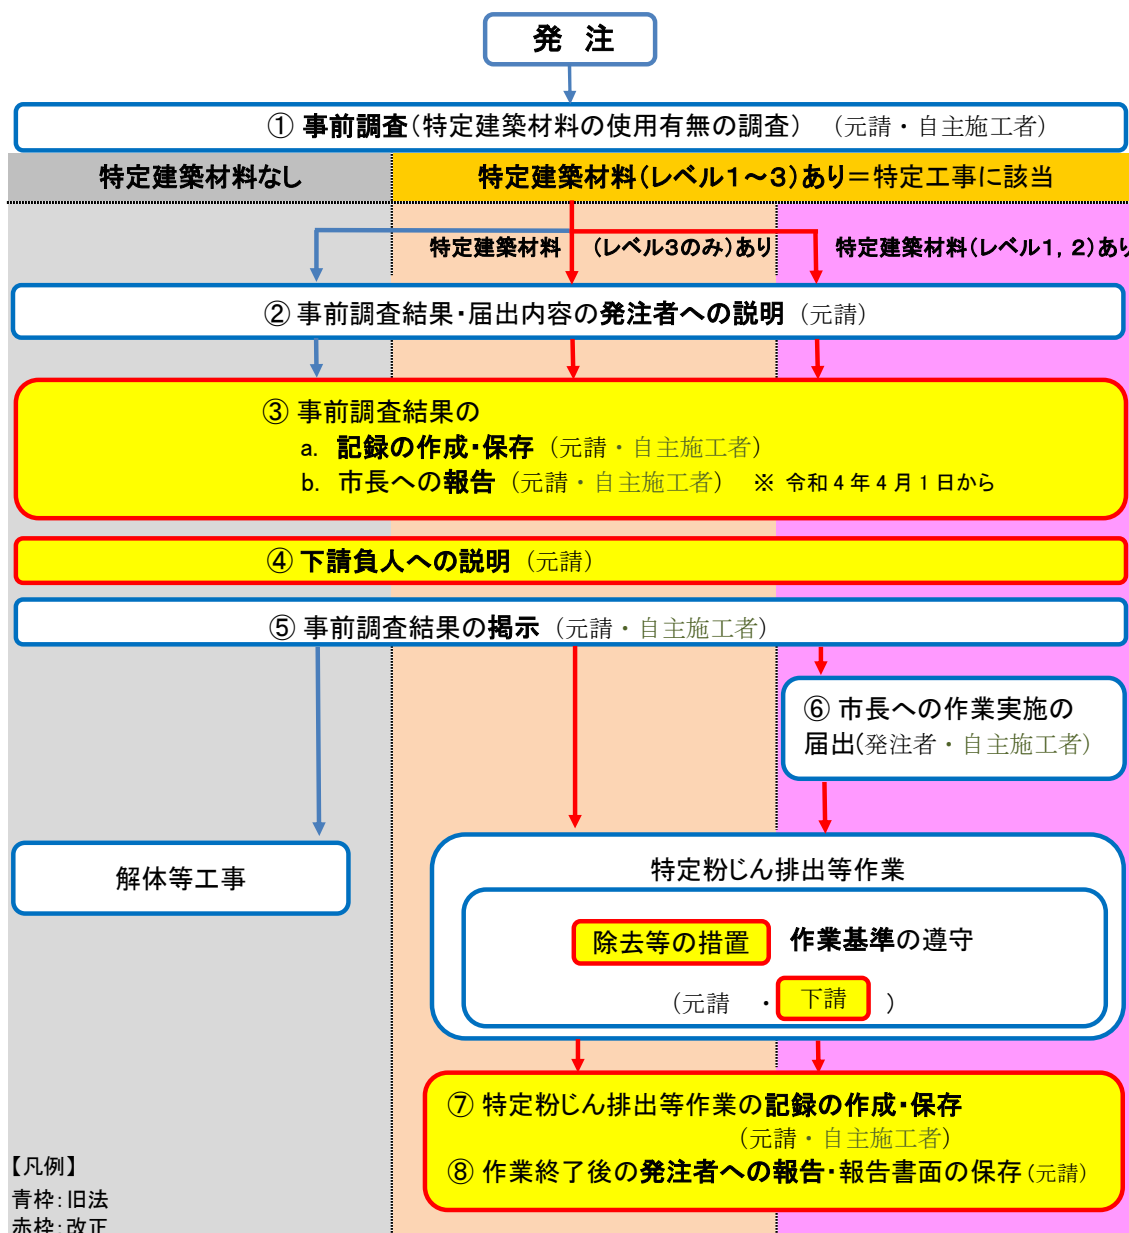 発 注
① 事前調査(特定建築材料の使用有無の調査) (元請・自主施工者)
特定建築材料なし
特定建築材料(レベル1~3)あり=特定工事に該当
特定建築材料 (レベル3のみ)あり
特定建築材料(レベル1, 2)あり
② 事前調査結果・届出内容の発注者への説明 (元請)
③ 事前調査結果の
a. 記録の作成・保存 (元請・自主施工者)
b. 市長への報告 (元請・自主施工者) ※ 令和4年4月1日から
④ 下請負人への説明 (元請)
⑤ 事前調査結果の掲示 (元請・自主施工者)
⑥ 市長への作業実施の
届出(発注者・自主施工者)
解体等工事
特定粉じん排出等作業
除去等の措置 作業基準の遵守
(元請 ・ 下請 )
⑦ 特定粉じん排出等作業の記録の作成・保存
(元請・自主施工者)
⑧ 作業終了後の発注者への報告・報告書面の保存(元請)
【凡例】
青枠:旧法
赤枠:改正